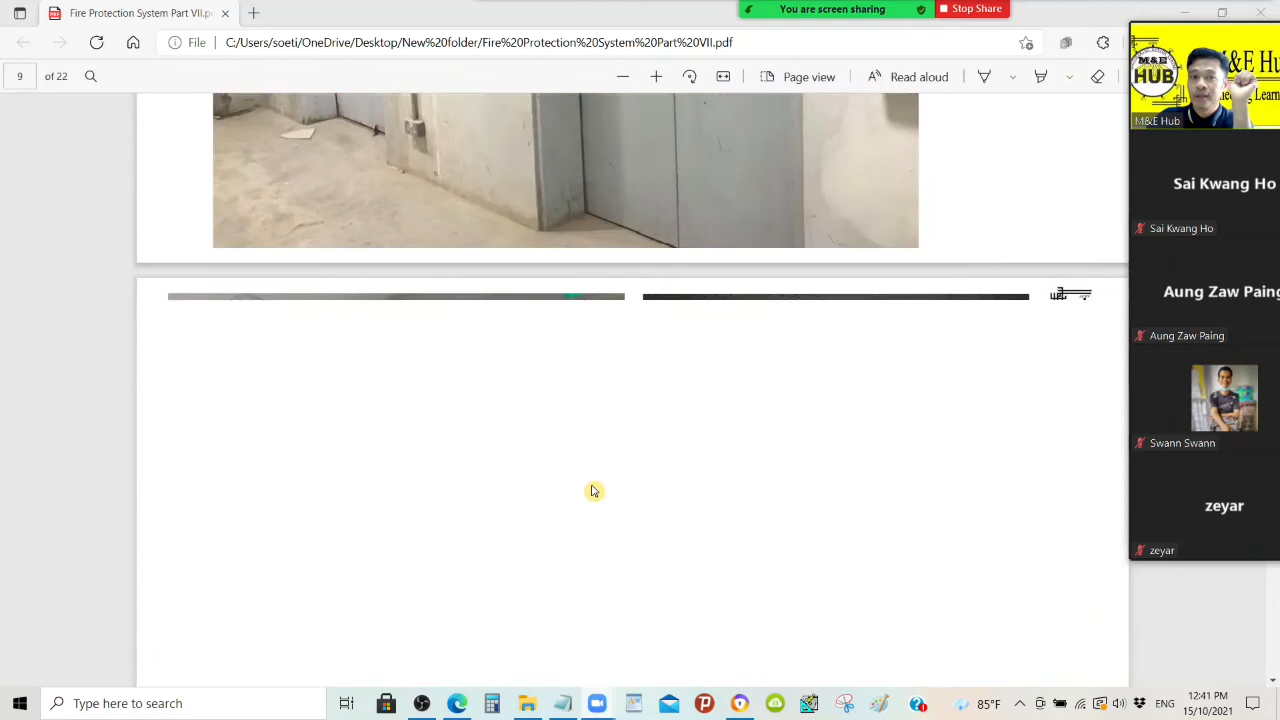 Fire Protection System Part VII.p
You are screen sharing
Stop Share
File
C:/Users/soeti/OneDrive/Desktop/New%20folder/Fire%20Protection%20System%20Part%20VII.pdf
9
of 22
Page view
Read aloud
M&E
HUB
M&E Hu
M&E Hub
Sai Kwang Ho
Sai Kwang Ho
Aung Zaw Paing
Aung Zaw Paing
Swann Swann
zeyar
zeyar
Type here to search
85°F
ENG
12:41 PM
15/10/2021